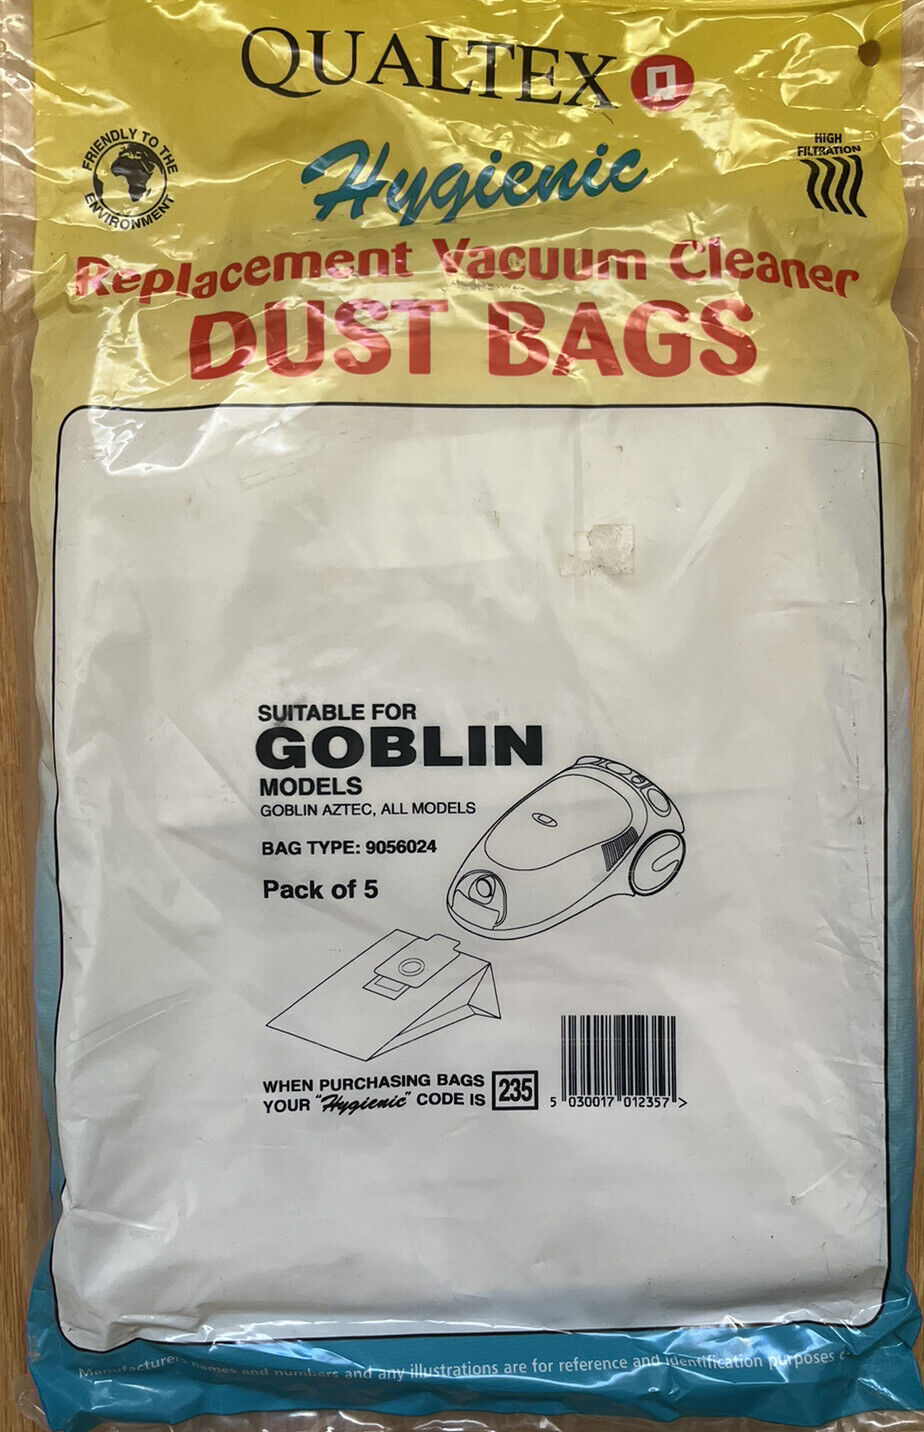 QUALTEX
FRIENDLY TO THE
ENVIRONMENT
Hygienic
HIGH
FILTRATION
Replacement Vacuum Cleaner
DUST BAGS
SUITABLE FOR
GOBLIN
MODELS
GOBLIN AZTEC, ALL MODELS
BAG TYPE: 9056024
Pack of 5
WHEN PURCHASING BAGS
YOUR "Hygienic" CODE IS 235
5 030017 012357 >
Manufacturers names and numbers and any illustrations are for reference and identification purposes